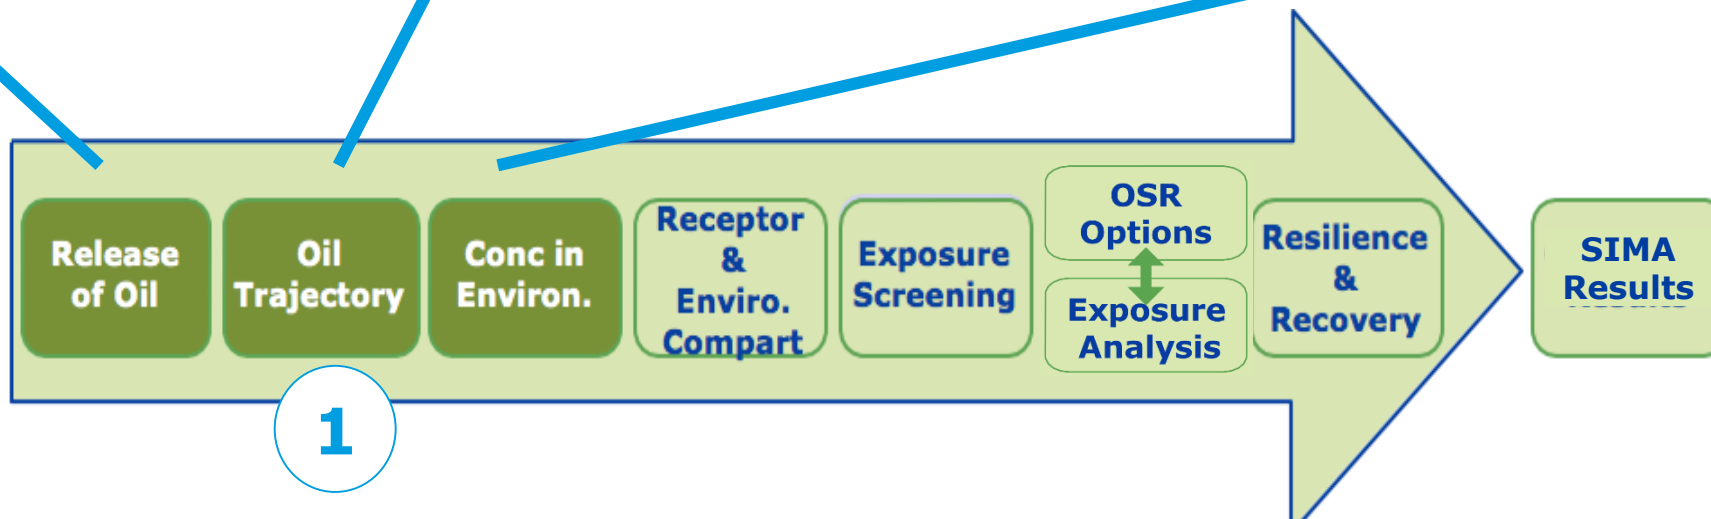 Release
of Oil
Oil
Trajectory
Conc in
Environ.
Receptor
&
Enviro.
Compart
Exposure
Screening
OSR
Options
Exposure
Analysis
Resilience
&
Recovery
SIMA
Results
1